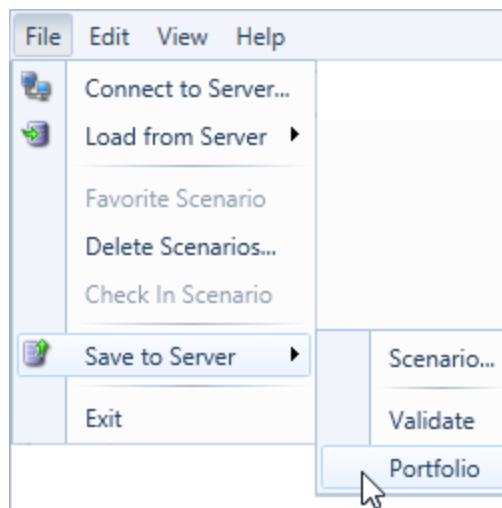 File Edit View Help
Connect to Server...
Load from Server
Favorite Scenario
Delete Scenarios...
Check In Scenario
Save to Server
Scenario...
Exit
Validate
Portfolio